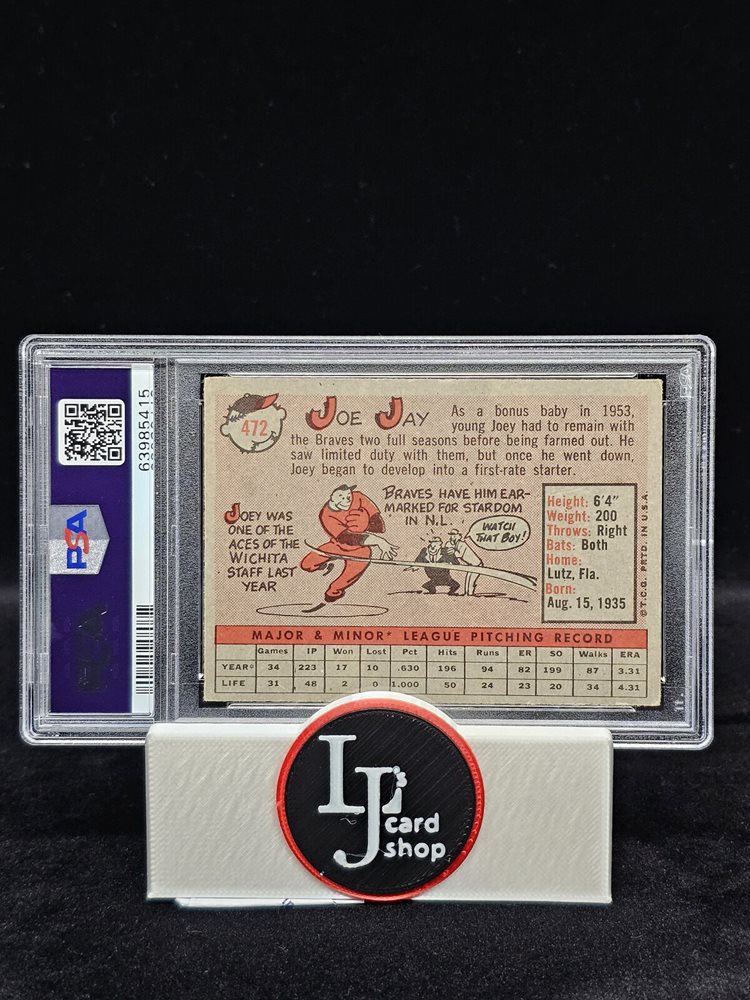 63985415
PSA
472
JOE JAY
As a bonus baby in 1953,
young Joey had to remain with
the Braves two full seasons before being farmed out. He
saw limited duty with them, but once he went down,
Joey began to develop into a first-rate starter.
JOEY WAS
ONE OF THE
ACES OF THE
WICHITA
STAFF LAST
YEAR
BRAVES HAVE HIM EAR-
MARKED FOR STARDOM
IN N.L.
WATCH
THAT BOY!
Height: 6'4"
Weight: 200
Throws: Right
Bats: Both
Home:
Lutz, Fla.
Born:
Aug. 15, 1935
©T.C.G. PRTD. IN U.S.A.
MAJOR & MINOR* LEAGUE PITCHING RECORD
Games IP Won Lost Pct Hits Runs ER SO Walks ERA
YEAR* 34 223 17 10 .630 196 94 82 199 87 3.31
LIFE 31 48 2 0 1.000 50 24 23 20 34 4.31
LJ's
card
shop